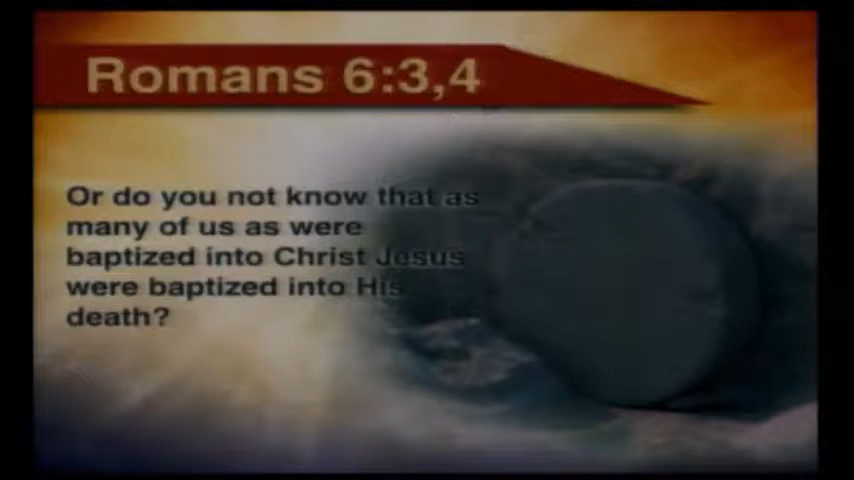 Romans 6:3,4
Or do you not know that as
many of us as were
baptized into Christ Jesus
were baptized into His
death?